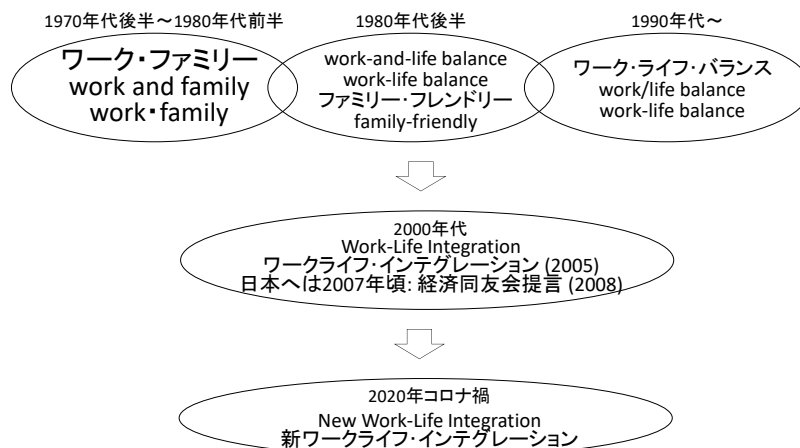 1970年代後半～1980年代前半
1980年代後半
1990年代～
ワーク・ファミリー
work and family
work・family
work-and-life balance
work-life balance
ファミリー・フレンドリー
family-friendly
ワーク・ライフ・バランス
work/life balance
work-life balance
2000年代
Work-Life Integration
ワークライフ・インテグレーション (2005)
日本へは2007年頃: 経済同友会提言 (2008)
2020年コロナ禍
New Work-Life Integration
新ワークライフ・インテグレーション